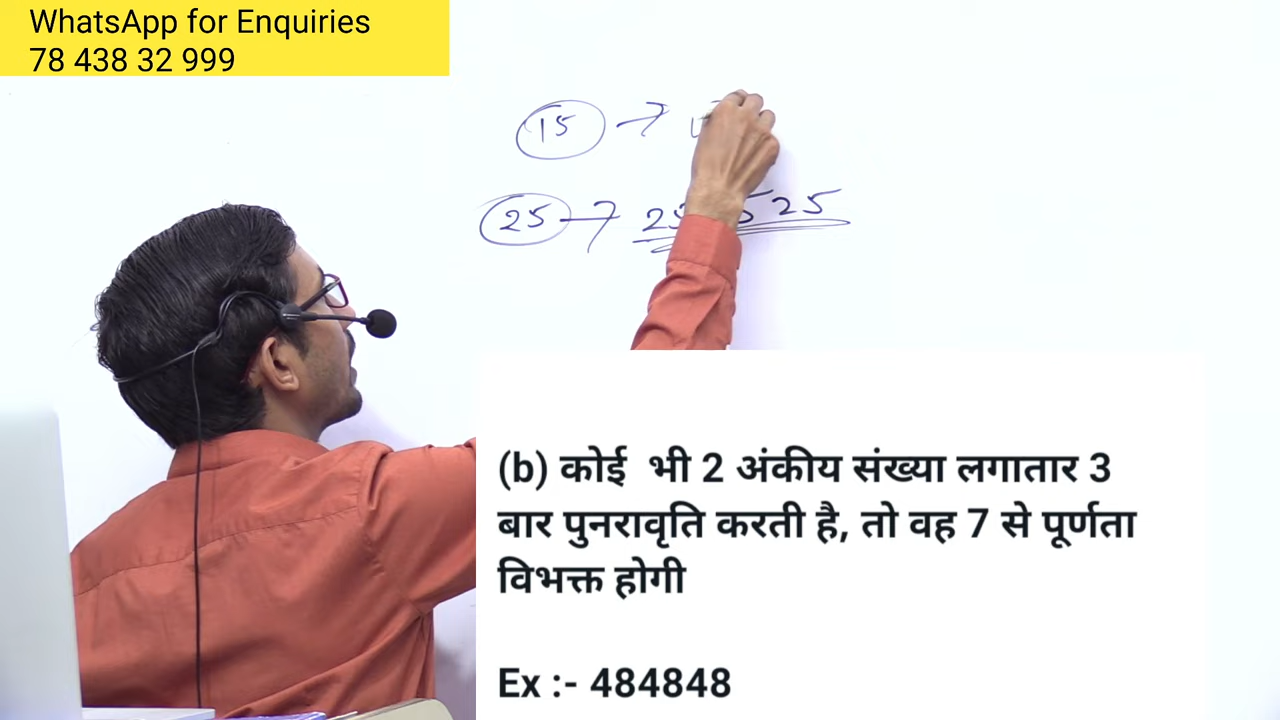 WhatsApp for Enquiries
78 438 32 999
15 →
25 → 25 25
(b) कोई भी 2 अंकीय संख्या लगातार 3
बार पुनरावृति करती है, तो वह 7 से पूर्णता
विभक्त होगी
Ex :- 484848